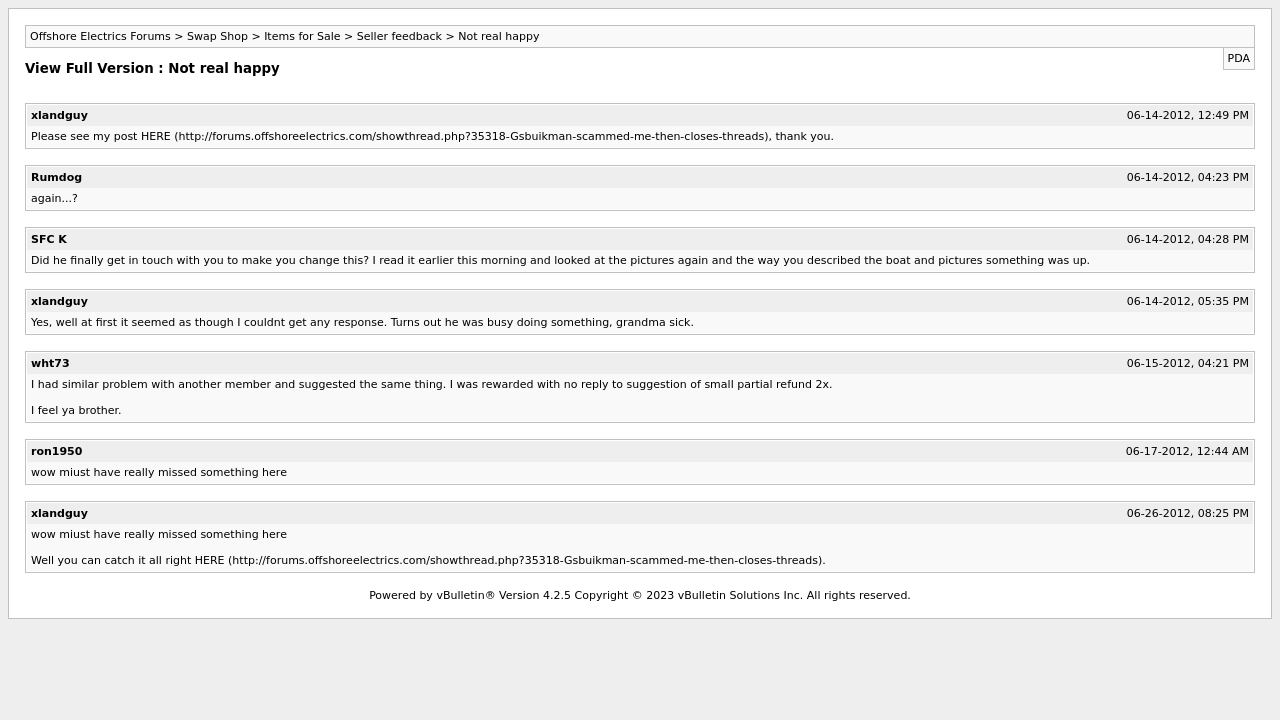 Offshore Electrics Forums > Swap Shop > Items for Sale > Seller feedback > Not real happy
PDA
View Full Version : Not real happy
xlandguy 06-14-2012, 12:49 PM
Please see my post HERE (http://forums.offshoreelectrics.com/showthread.php?35318-Gsbuikman-scammed-me-then-closes-threads), thank you.
Rumdog 06-14-2012, 04:23 PM
again...?
SFC K 06-14-2012, 04:28 PM
Did he finally get in touch with you to make you change this? I read it earlier this morning and looked at the pictures again and the way you described the boat and pictures something was up.
xlandguy 06-14-2012, 05:35 PM
Yes, well at first it seemed as though I couldnt get any response. Turns out he was busy doing something, grandma sick.
wht73 06-15-2012, 04:21 PM
I had similar problem with another member and suggested the same thing. I was rewarded with no reply to suggestion of small partial refund 2x.
I feel ya brother.
ron1950 06-17-2012, 12:44 AM
wow miust have really missed something here
xlandguy 06-26-2012, 08:25 PM
wow miust have really missed something here
Well you can catch it all right HERE (http://forums.offshoreelectrics.com/showthread.php?35318-Gsbuikman-scammed-me-then-closes-threads).
Powered by vBulletin® Version 4.2.5 Copyright © 2023 vBulletin Solutions Inc. All rights reserved.